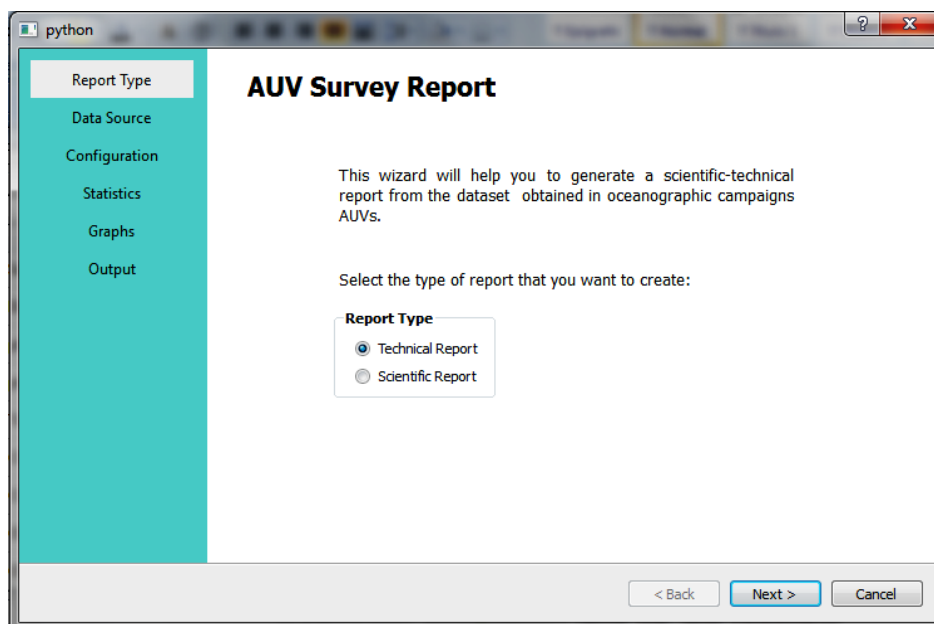 python
?
Report Type
Data Source
Configuration
Statistics
Graphs
Output
AUV Survey Report
This wizard will help you to generate a scientific-technical
report from the dataset obtained in oceanographic campaigns
AUVs.
Select the type of report that you want to create:
Report Type
Technical Report
Scientific Report
< Back
Next >
Cancel